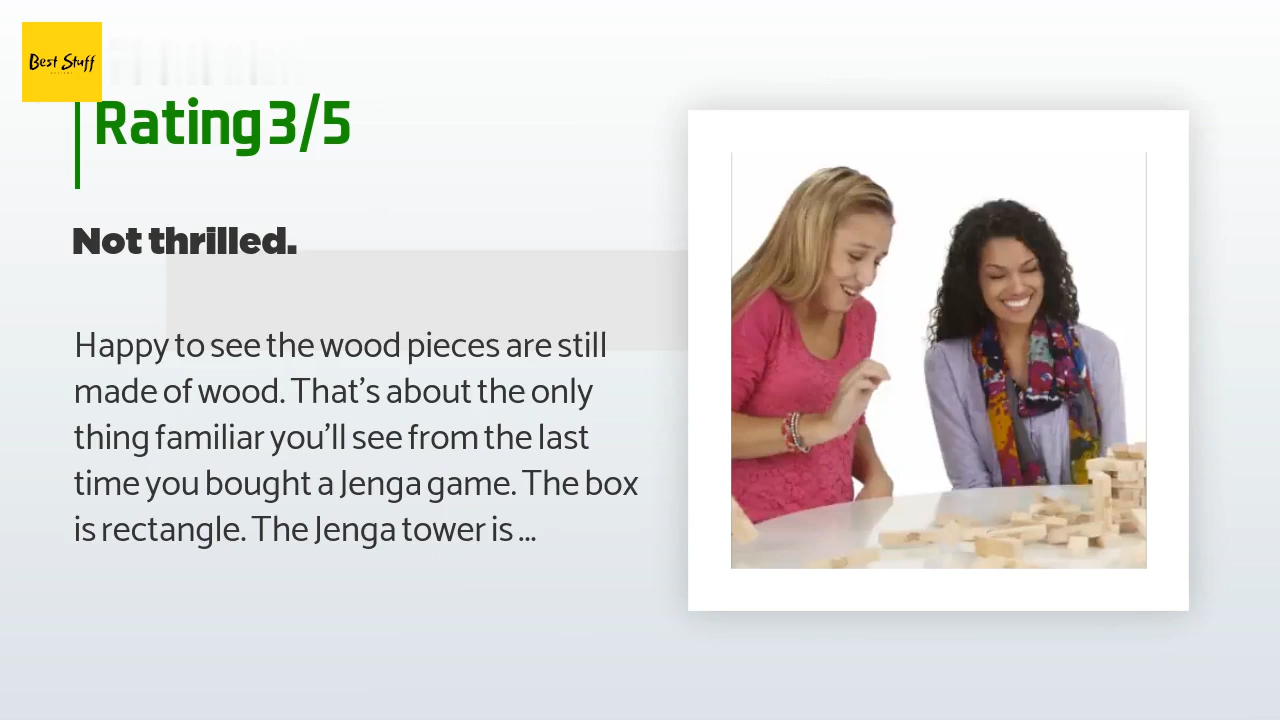 Best Stuff
Rating 3/5
Not thrilled.
Happy to see the wood pieces are still
made of wood. That's about the only
thing familiar you'll see from the last
time you bought a Jenga game. The box
is rectangle. The Jenga tower is ...